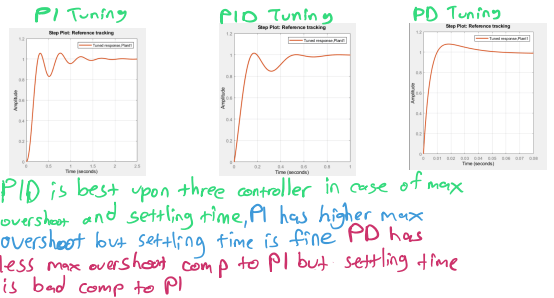 PI Tuning
PID Tuning
PD Tuning
Step Plot: Reference tracking
Tuned response,Plant1
Amplitude
1.2
1
0.8
0.6
0.4
0.2
0
0 0.5 1 1.5 2 2.5
Time (seconds)
Step Plot: Reference tracking
Tuned response,Plant1
Amplitude
1.2
1
0.8
0.6
0.4
0.2
0
0 0.2 0.4 0.6 0.8 1
Time (seconds)
Step Plot: Reference tracking
Tuned response,Plant1
Amplitude
1.2
1
0.8
0.6
0.4
0.2
0
0 0.01 0.02 0.03 0.04 0.05 0.06 0.07 0.08
Time (seconds)
PID is best upon three controller in case of max
overshoot and settling time, PI has higher max
overshoot but settling time is fine PD has
less max overshoot comp to PI but settling time
is bad comp to PI